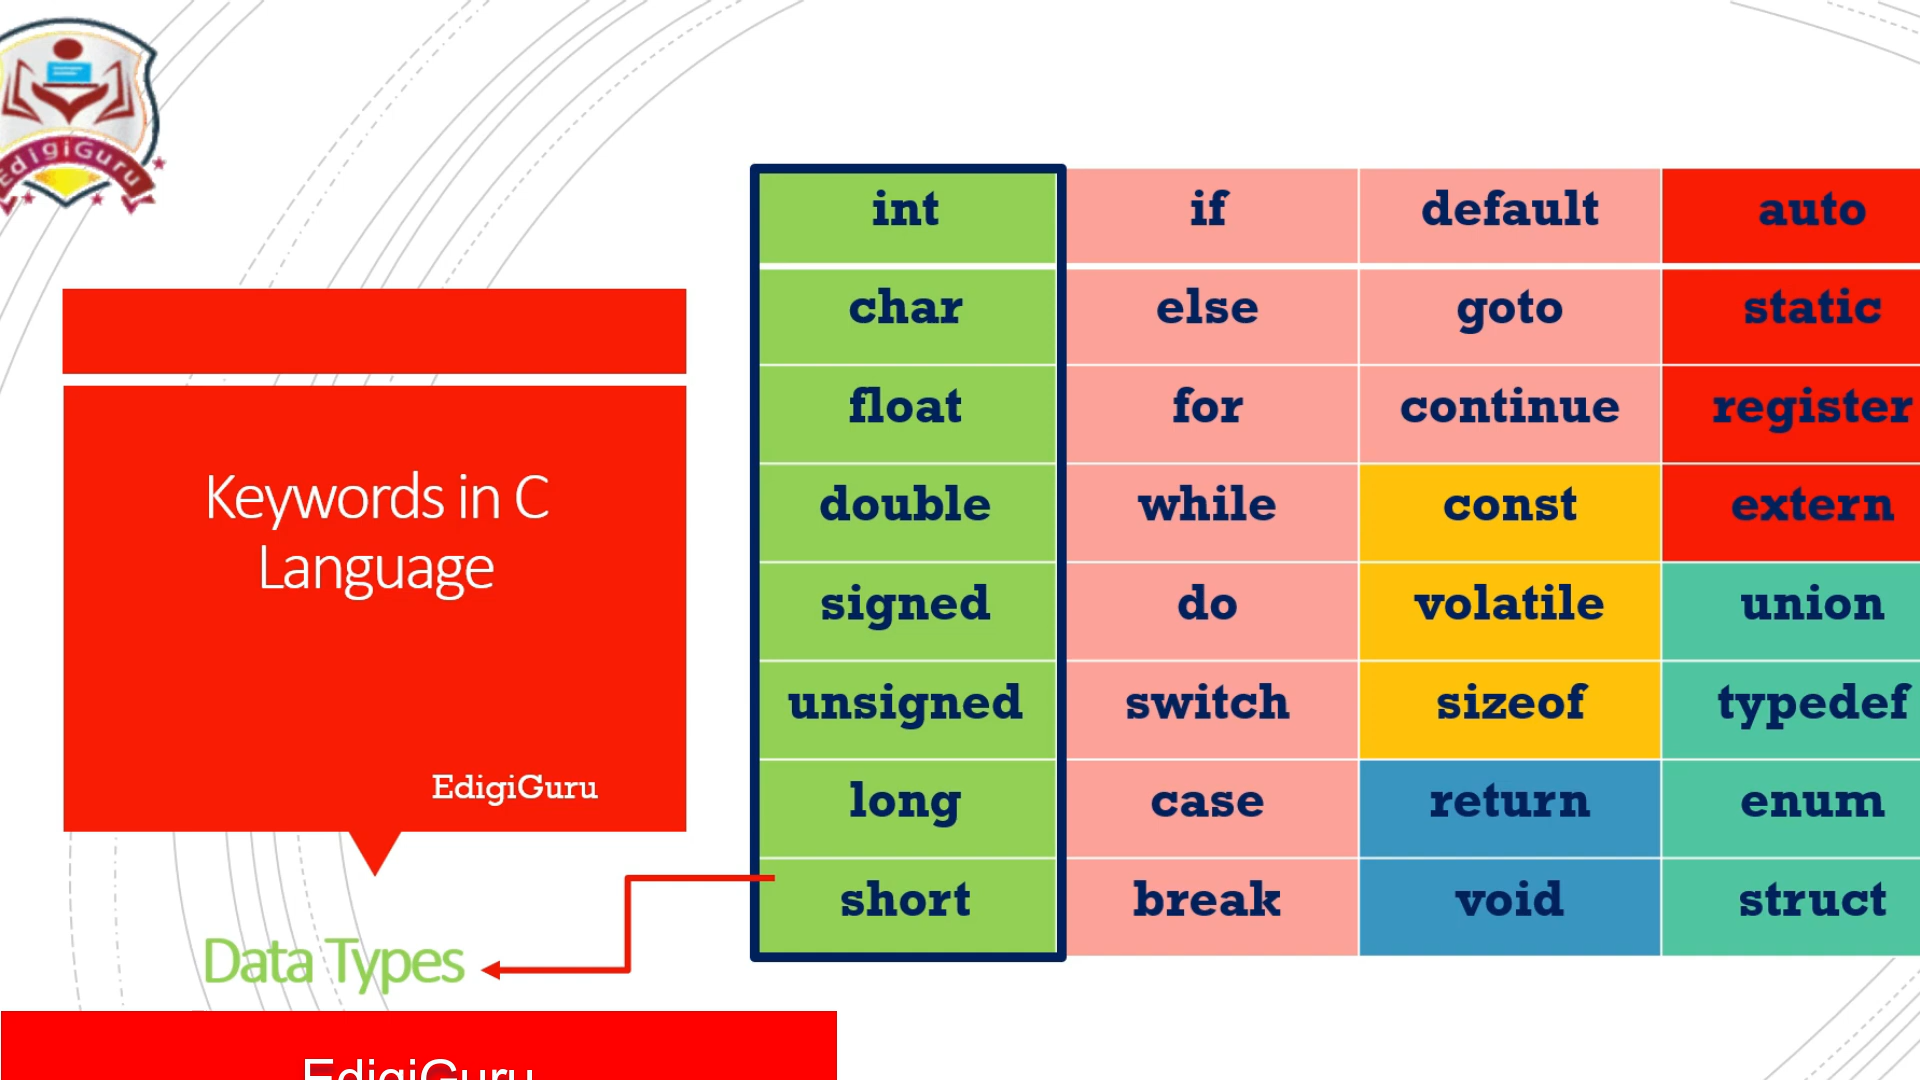 EdigiGuru
Keywords in C
Language
EdigiGuru
Data Types
int if default auto
char else goto static
float for continue register
double while const extern
signed do volatile union
unsigned switch sizeof typedef
long case return enum
short break void struct
EdigiGuru